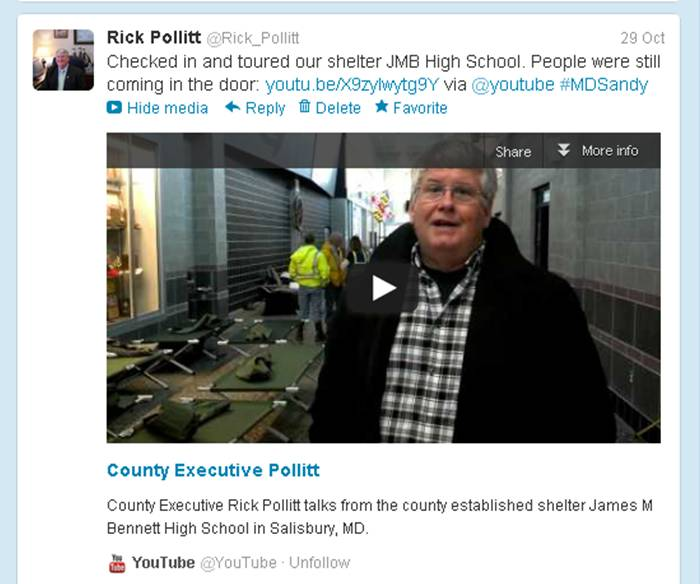 Rick Pollitt @Rick_Pollitt 29 Oct
Checked in and toured our shelter JMB High School. People were still
coming in the door: youtu.be/X9zylwytg9Y via @youtube #MDSandy
Hide media Reply Delete Favorite
Share More info
County Executive Pollitt
County Executive Rick Pollitt talks from the county established shelter James M
Bennett High School in Salisbury, MD.
You Tube YouTube @YouTube · Unfollow